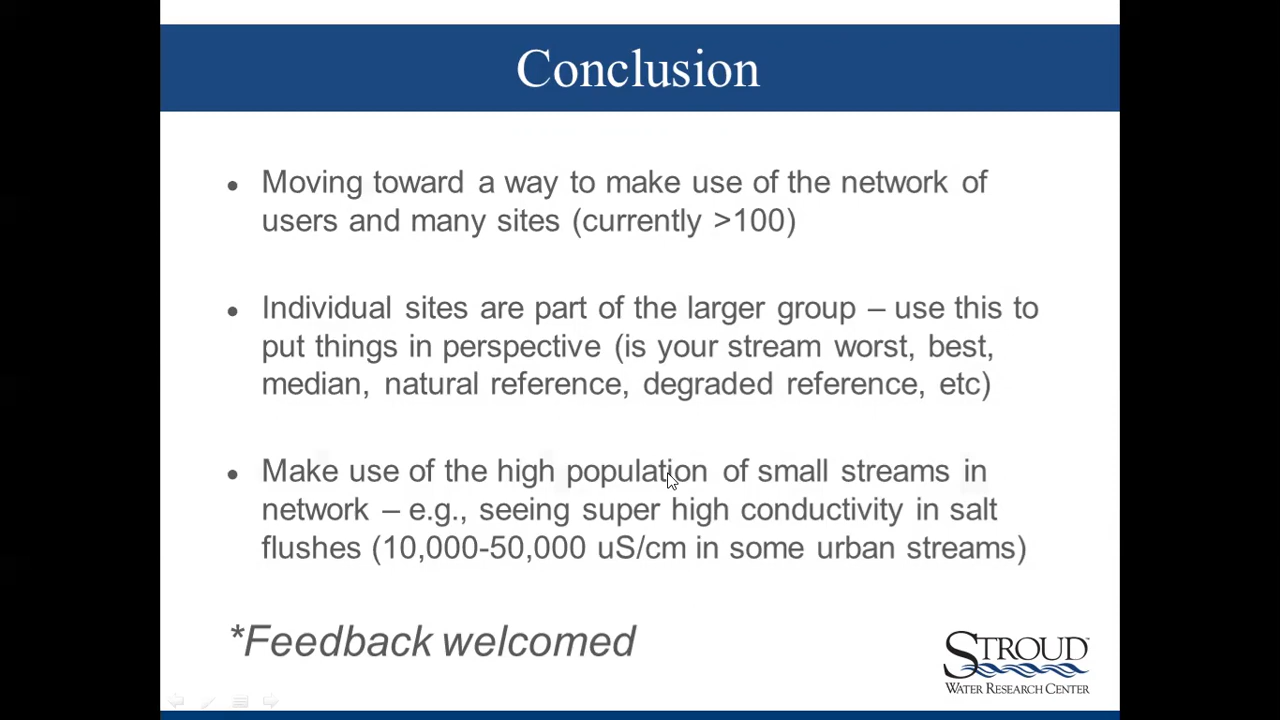 Conclusion
• Moving toward a way to make use of the network of
users and many sites (currently >100)
• Individual sites are part of the larger group – use this to
put things in perspective (is your stream worst, best,
median, natural reference, degraded reference, etc)
• Make use of the high population of small streams in
network – e.g., seeing super high conductivity in salt
flushes (10,000-50,000 uS/cm in some urban streams)
*Feedback welcomed
STROUD™
WATER RESEARCH CENTER